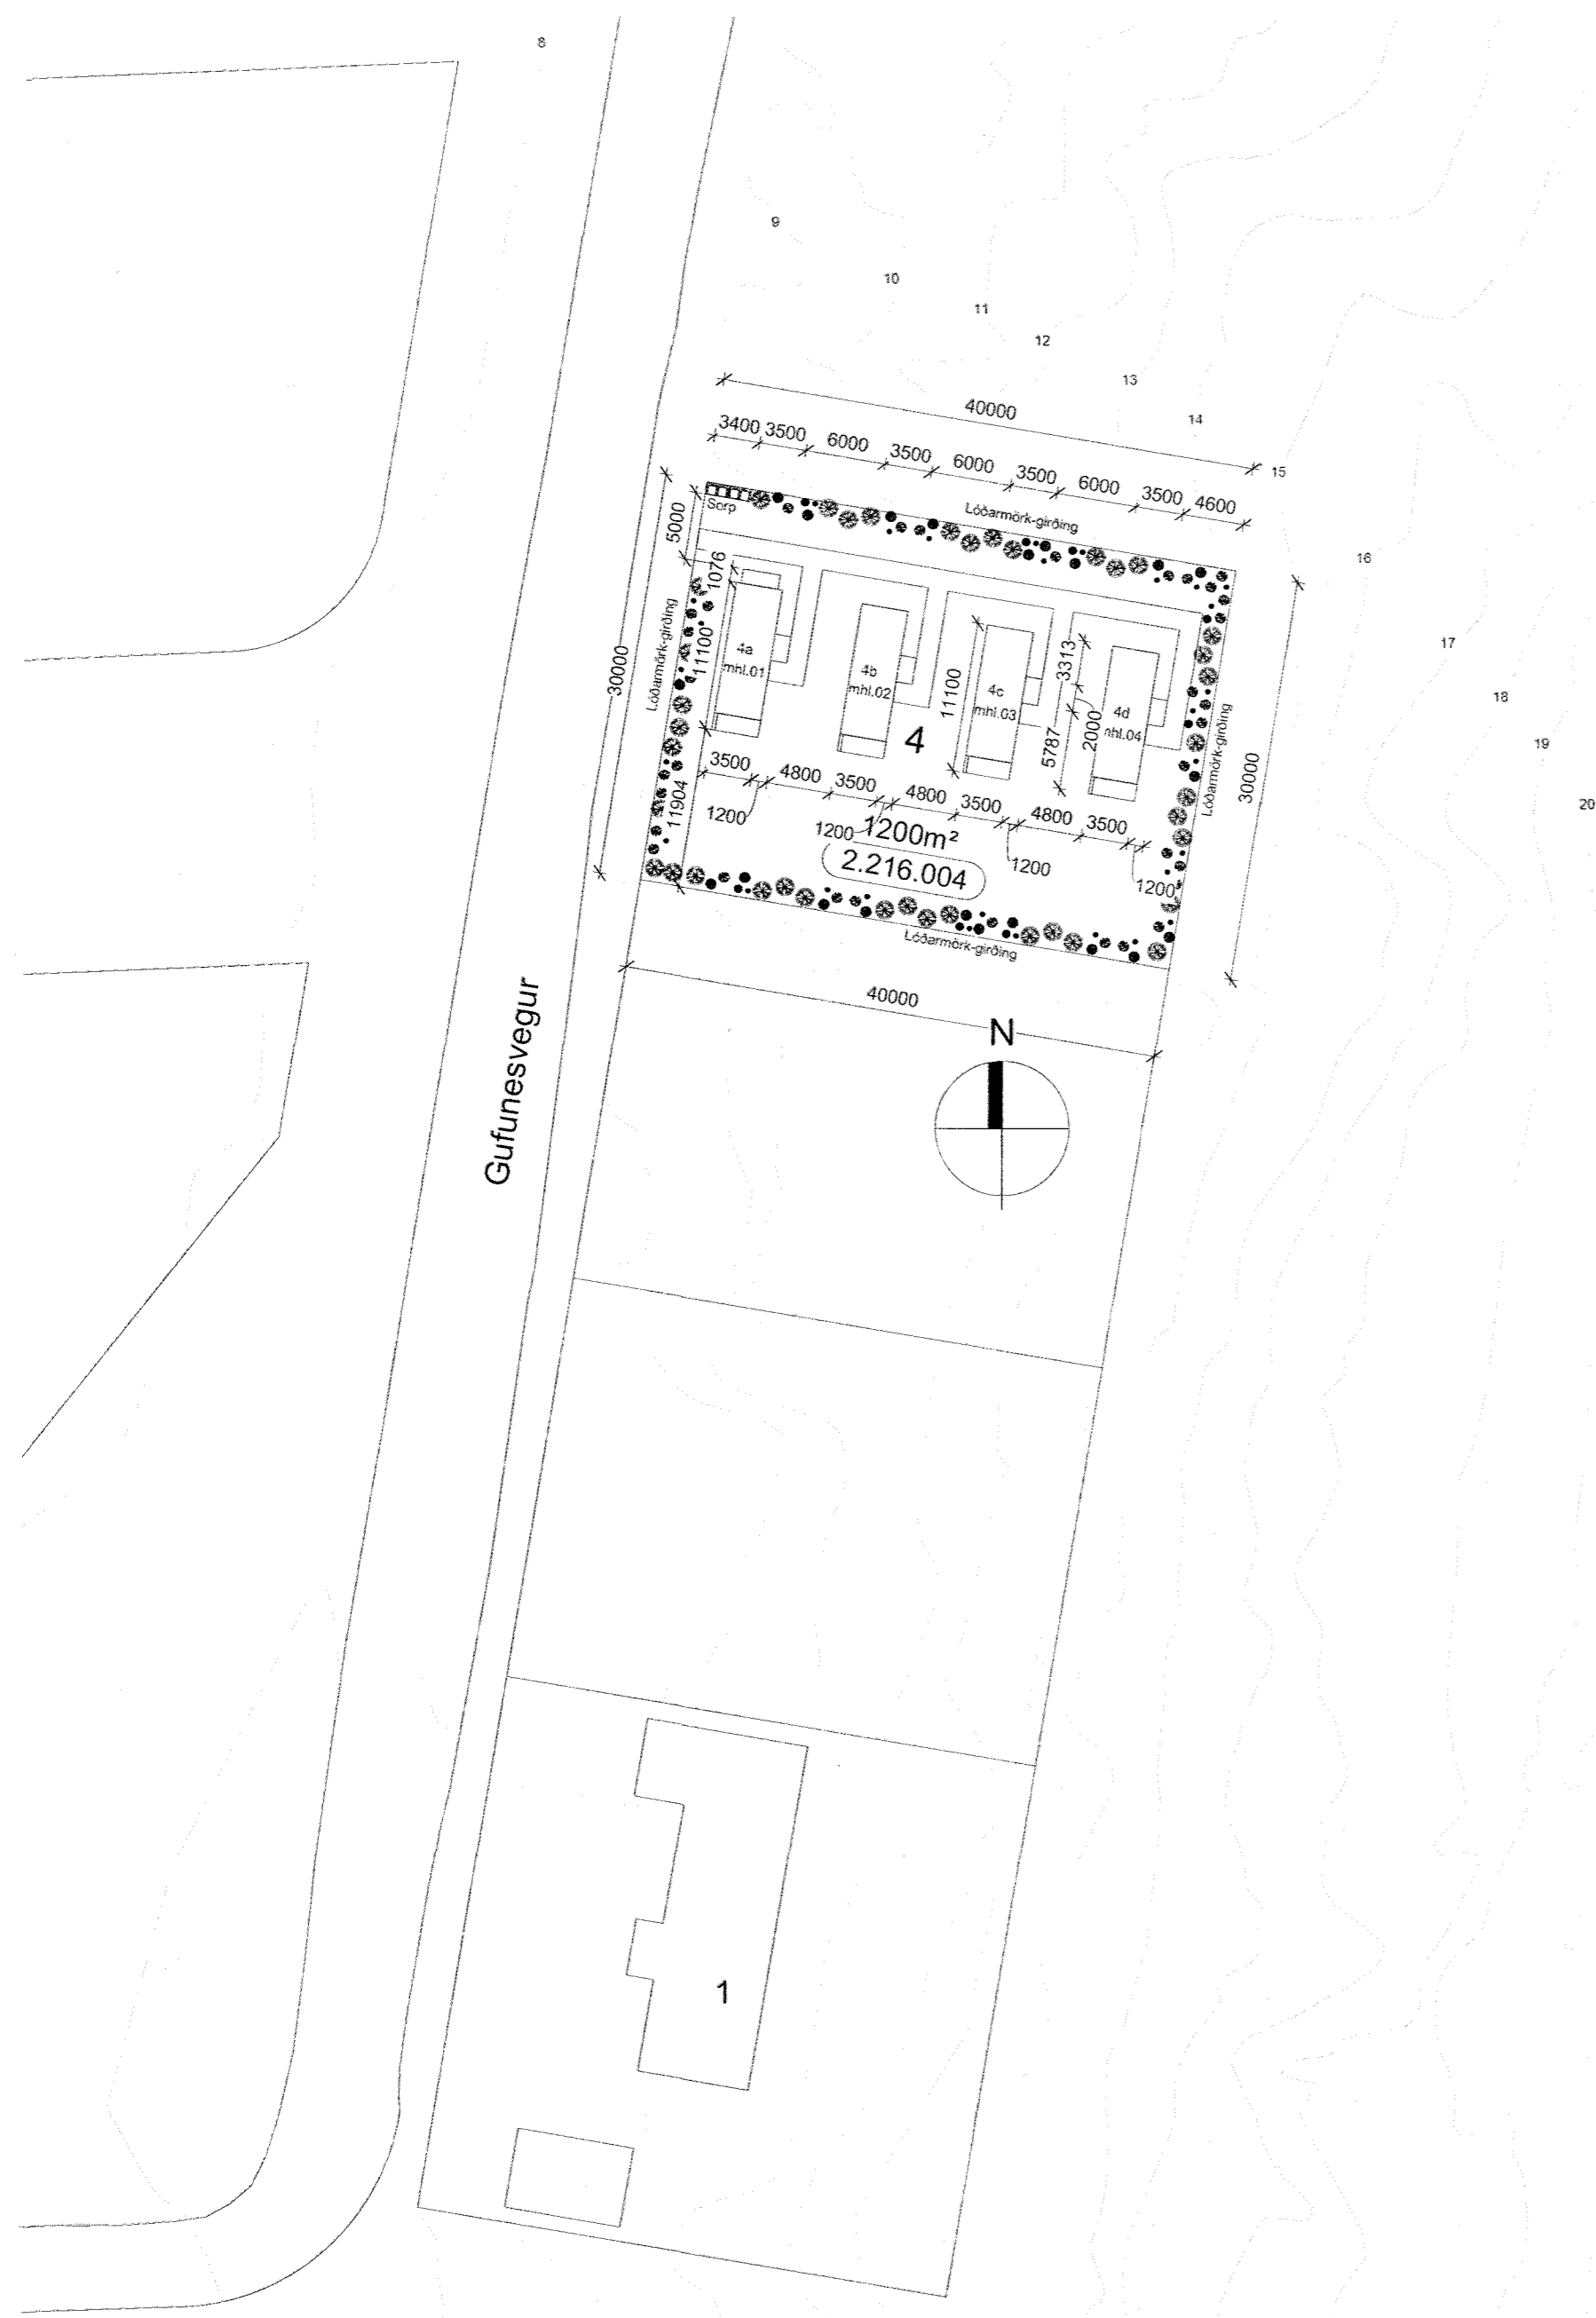 8
9
10
11
12
13
14
15
16
17
18
19
20
40000
3400 3500 6000 3500 6000 3500 6000 3500 4600
Sorp
Lóðarmörk-girðing
5000
1076
30000
Lóðarmörk-girðing
11100
4a
mhl.01
4b
mhl.02
11100
4c
mhl.03
3313
2000
5787
4d
mhl.04
4
Lóðarmörk-girðing
30000
3500 4800 3500 4800 3500 4800 3500
1200 1200 1200 1200
11904
1200m²
2.216.004
Lóðarmörk-girðing
40000
N
Gufunesvegur
1